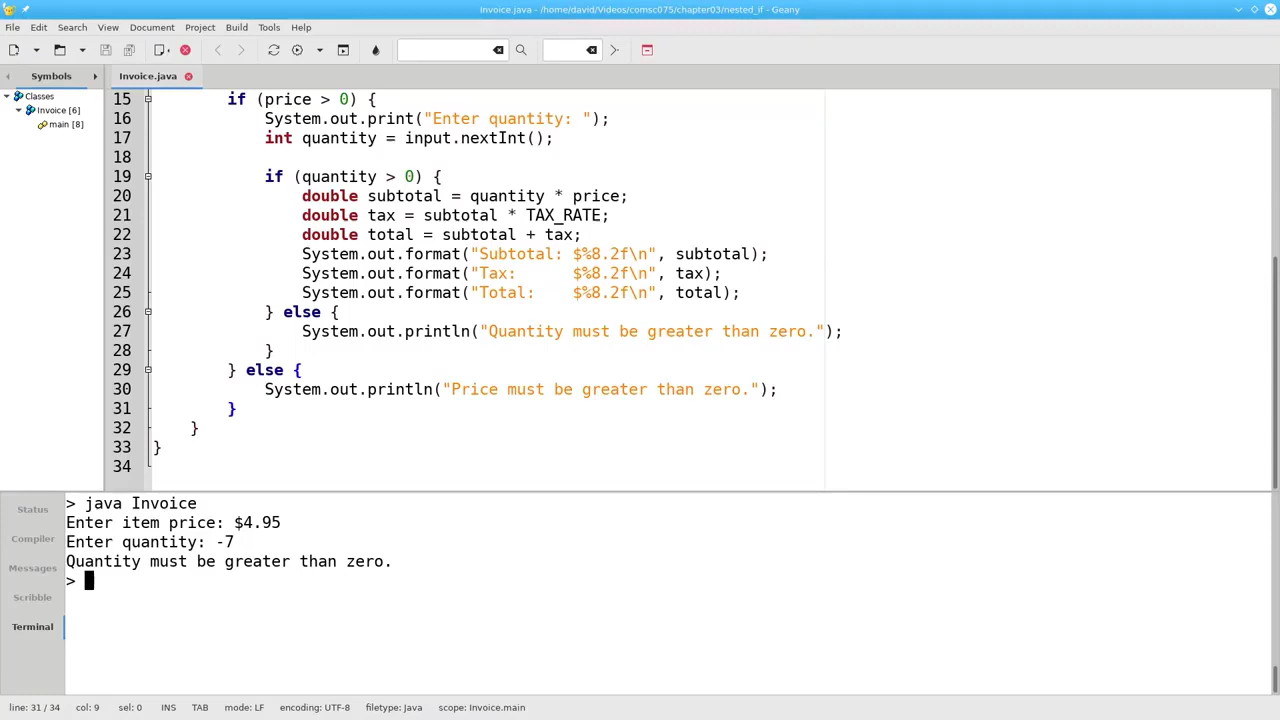 Invoice.java - /home/david/Videos/comsc075/chapter03/nested_if - Geany
File Edit Search View Document Project Build Tools Help
Symbols Invoice.java
Classes
Invoice [6]
main [8]
15 if (price > 0) {
16 System.out.print("Enter quantity: ");
17 int quantity = input.nextInt();
18
19 if (quantity > 0) {
20 double subtotal = quantity * price;
21 double tax = subtotal * TAX_RATE;
22 double total = subtotal + tax;
23 System.out.format("Subtotal: $%8.2f\n", subtotal);
24 System.out.format("Tax:      $%8.2f\n", tax);
25 System.out.format("Total:    $%8.2f\n", total);
26 } else {
27 System.out.println("Quantity must be greater than zero.");
28 }
29 } else {
30 System.out.println("Price must be greater than zero.");
31 }
32 }
33 }
34
Status
Compiler
Messages
Scribble
Terminal
> java Invoice
Enter item price: $4.95
Enter quantity: -7
Quantity must be greater than zero.
>
line: 31 / 34 col: 9 sel: 0 INS TAB mode: LF encoding: UTF-8 filetype: Java scope: Invoice.main